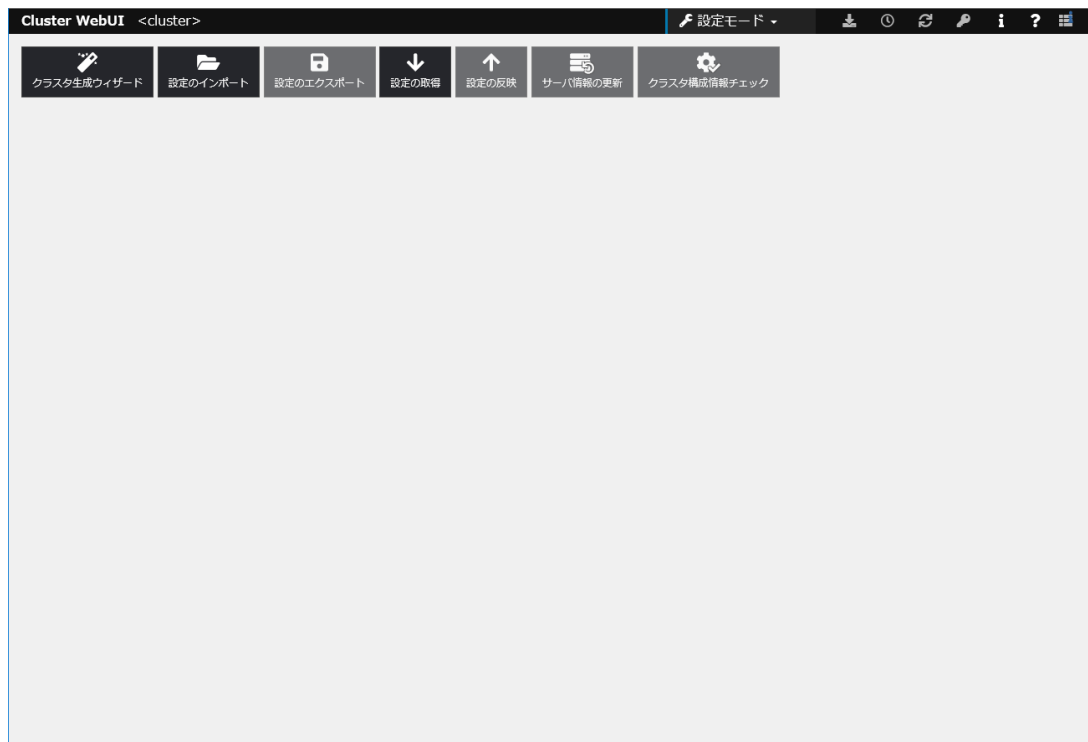 Cluster WebUI <cluster> 設定モード
クラスタ生成ウィザード 設定のインポート 設定のエクスポート 設定の取得 設定の反映 サーバ情報の更新 クラスタ構成情報チェック